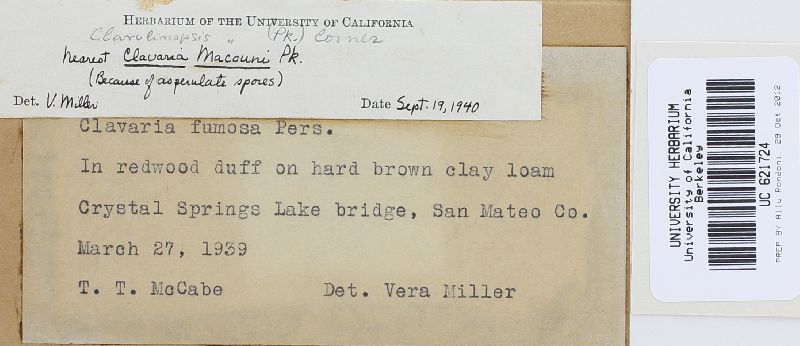 HERBARIUM OF THE UNIVERSITY OF CALIFORNIA
Clavulinopsis " (Pk.) Corner
nearest Clavaria Macouni Pk.
(Because of asperulate spores)
Det. V. Miller Date Sept. 19, 1940
Clavaria fumosa Pers.
In redwood duff on hard brown clay loam
Crystal Springs Lake bridge, San Mateo Co.
March 27, 1939
T. T. McCabe Det. Vera Miller
UNIVERSITY HERBARIUM
University of California
Berkeley
UC 621724
PREP BY Allu Rondoni 29 Oct 2012